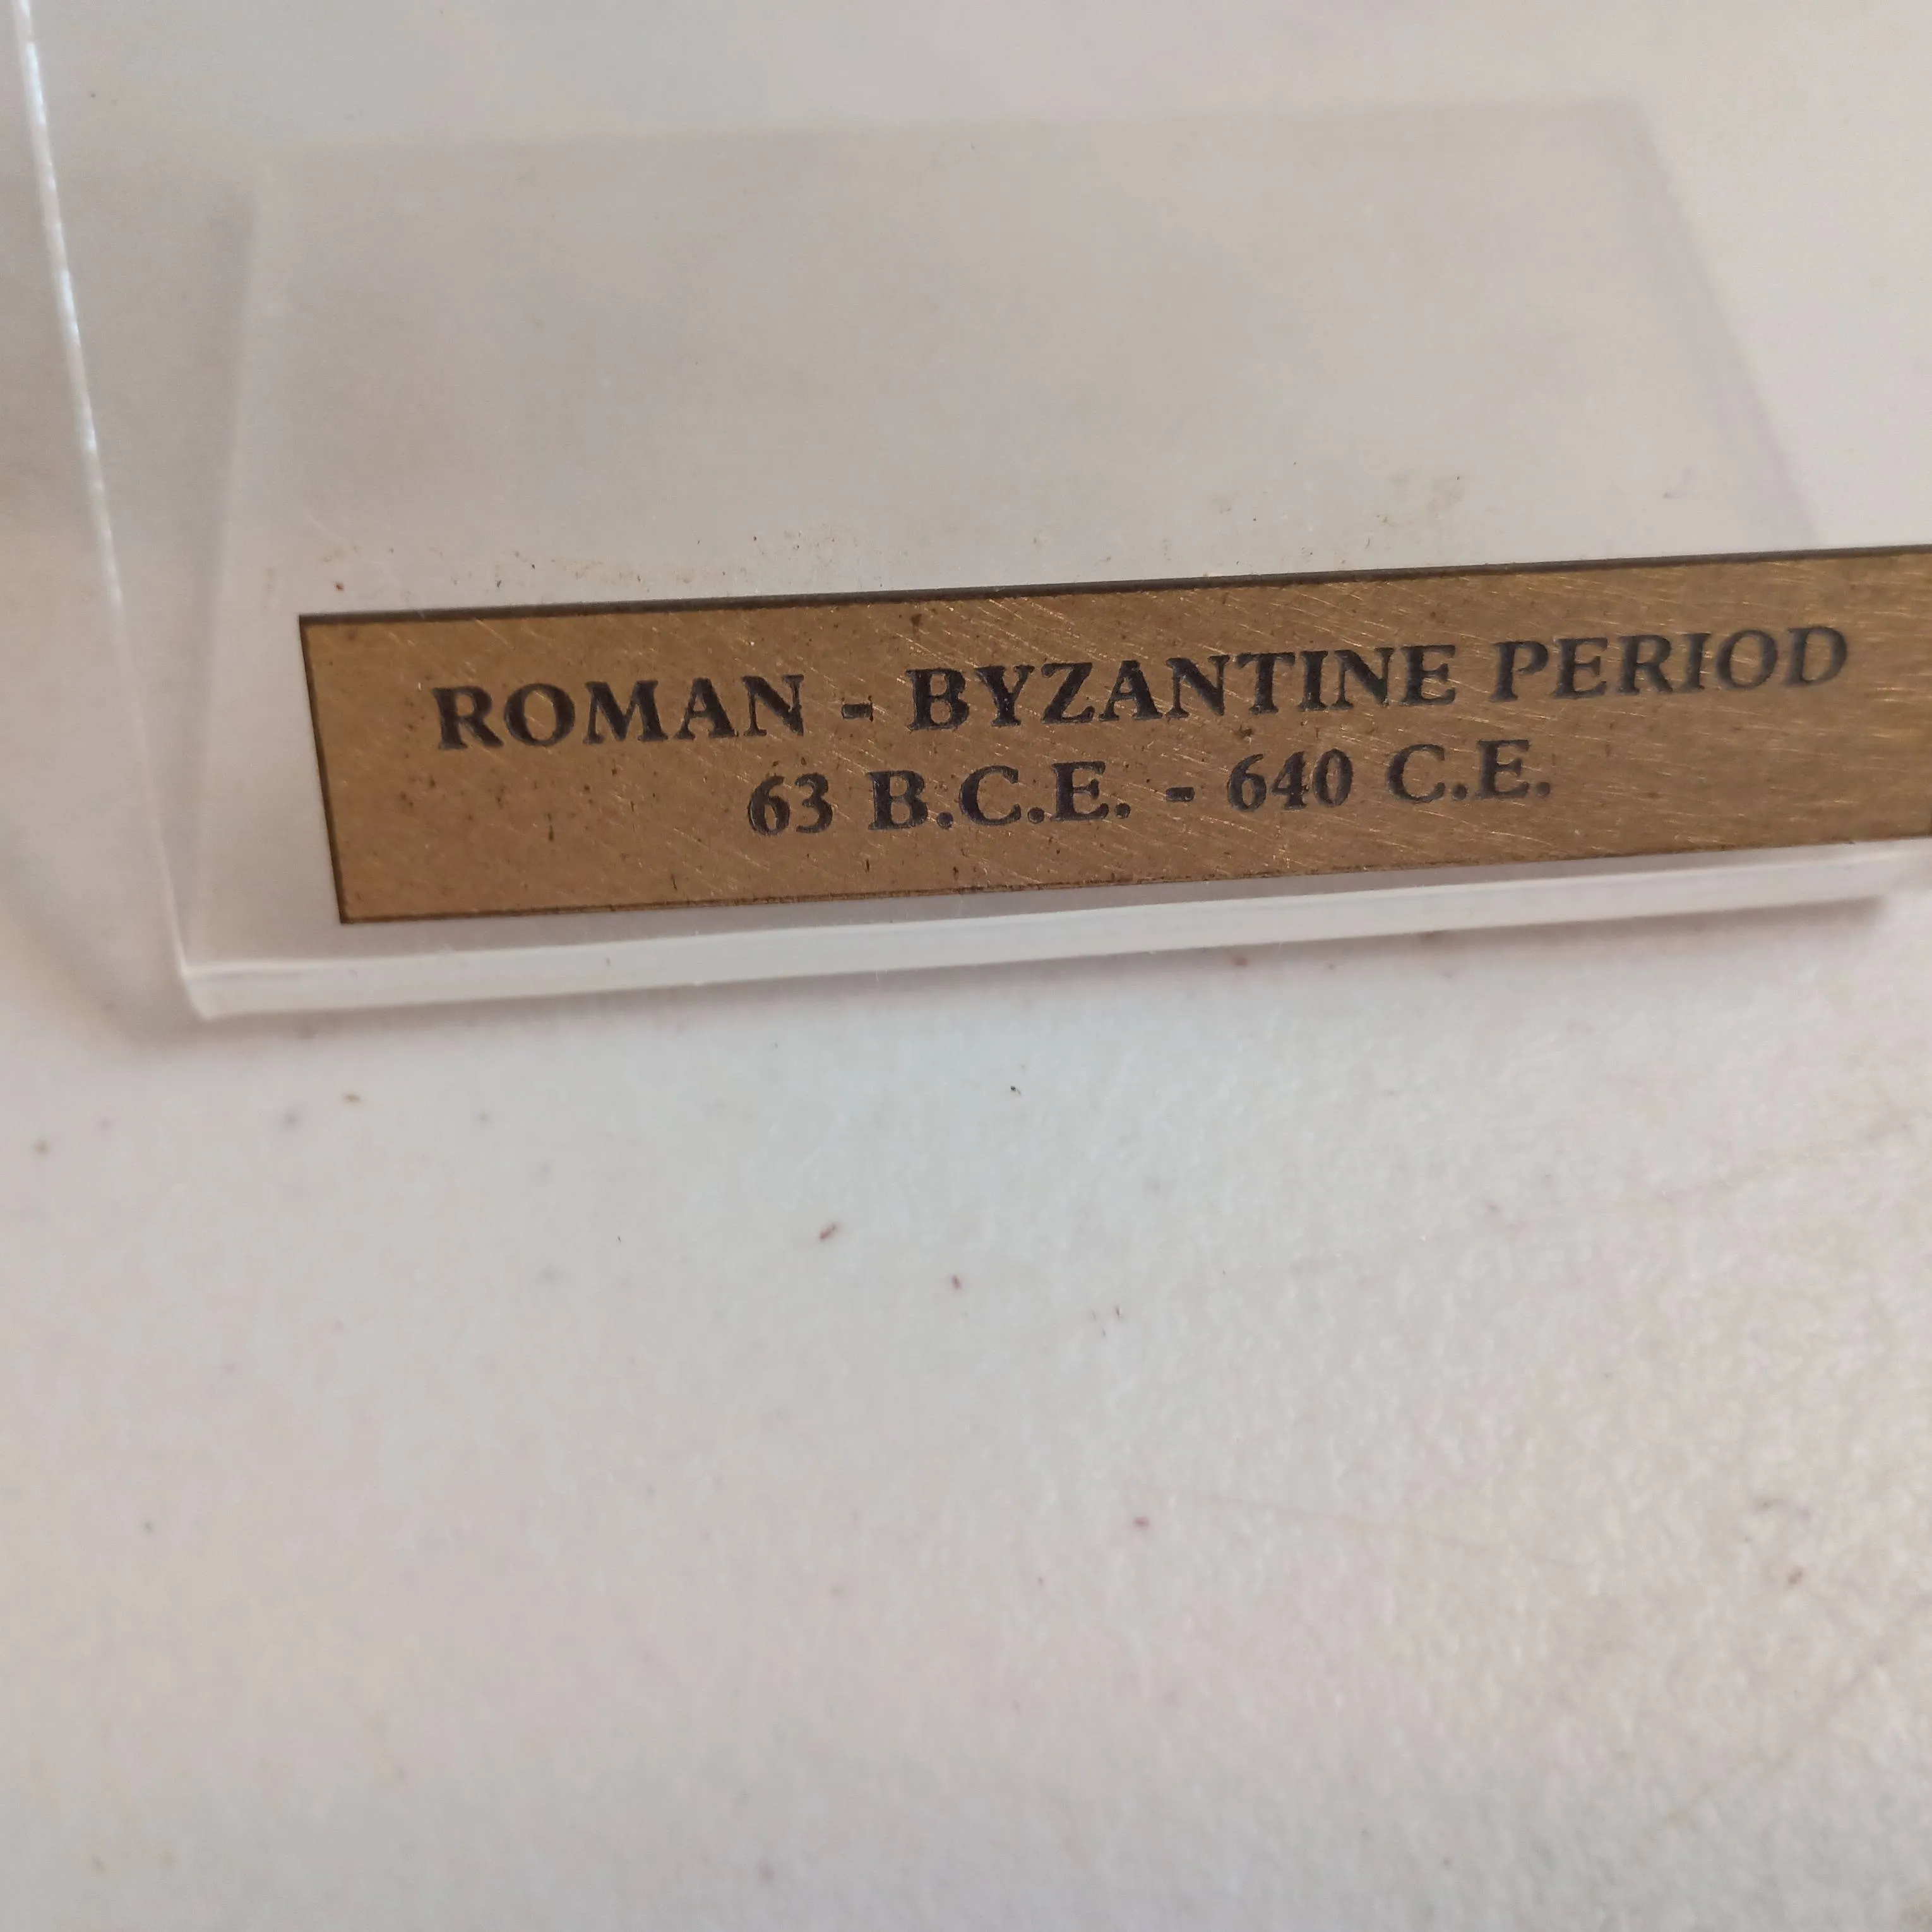 ROMAN - BYZANTINE PERIOD
63 B.C.E. - 640 C.E.